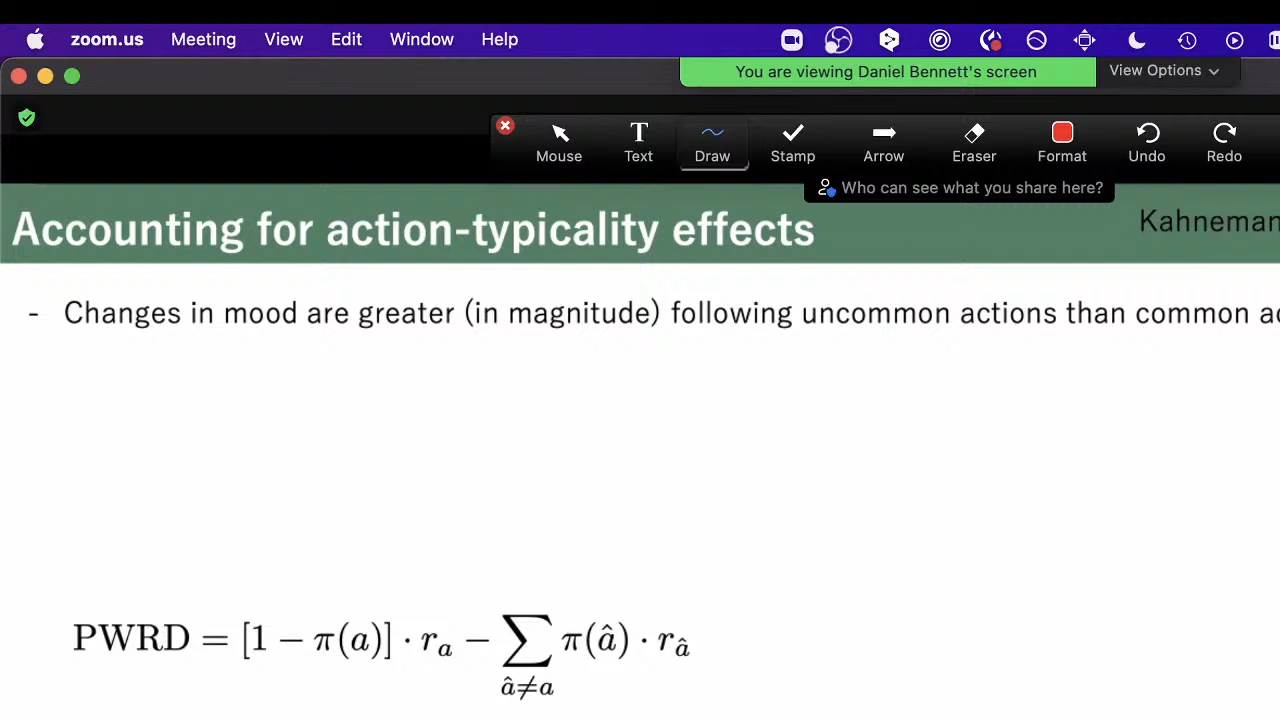 zoom.us Meeting View Edit Window Help
You are viewing Daniel Bennett's screen View Options
Mouse Text Draw Stamp Arrow Eraser Format Undo Redo
Who can see what you share here?
Accounting for action-typicality effects
Kahneman
- Changes in mood are greater (in magnitude) following uncommon actions than common ac
PWRD = [1 − π(a)] · rₐ − ∑ π(â) · r_â
â≠a